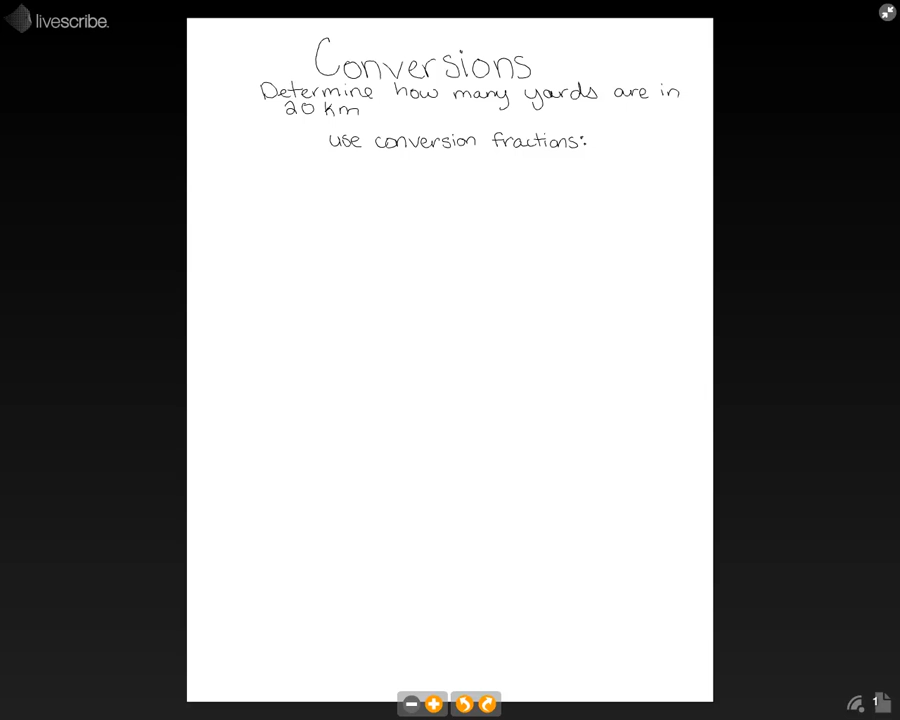 livescribe.
Conversions
Determine how many yards are in
20 km
use conversion fractions:
1